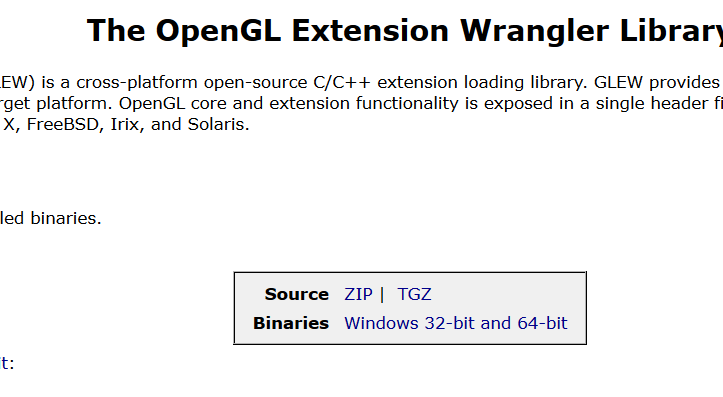 The OpenGL Extension Wrangler Library
EW) is a cross-platform open-source C/C++ extension loading library. GLEW provides
rget platform. OpenGL core and extension functionality is exposed in a single header fi
X, FreeBSD, Irix, and Solaris.
led binaries.
Source ZIP | TGZ
Binaries Windows 32-bit and 64-bit
t: